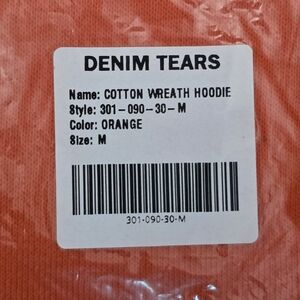 DENIM TEARS
Name: COTTON WREATH HOODIE
Style: 301-090-30-M
Color: ORANGE
Size: M
301-090-30-M